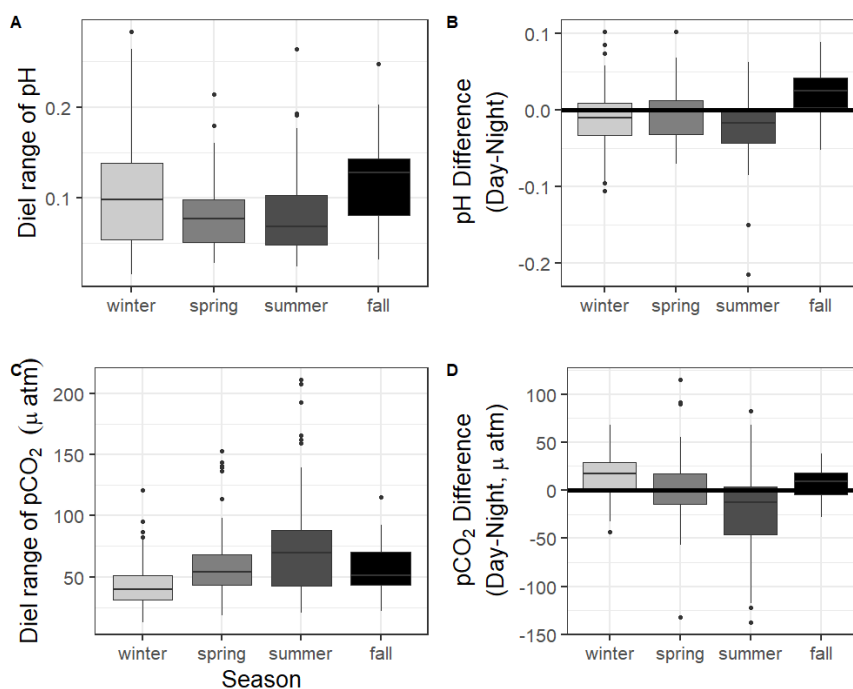 A
Diel range of pH
0.2
0.1
winter spring summer fall
B
pH Difference
(Day-Night)
0.1
0.0
-0.1
-0.2
winter spring summer fall
C
Diel range of pCO2 (μ atm)
200
150
100
50
winter spring summer fall
Season
D
pCO2 Difference
(Day-Night, μ atm)
100
50
0
-50
-100
-150
winter spring summer fall